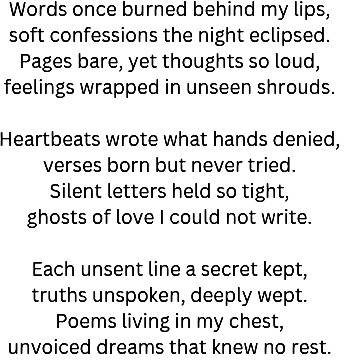 Words once burned behind my lips,
soft confessions the night eclipsed.
Pages bare, yet thoughts so loud,
feelings wrapped in unseen shrouds.

Heartbeats wrote what hands denied,
verses born but never tried.
Silent letters held so tight,
ghosts of love I could not write.

Each unsent line a secret kept,
truths unspoken, deeply wept.
Poems living in my chest,
unvoiced dreams that knew no rest.